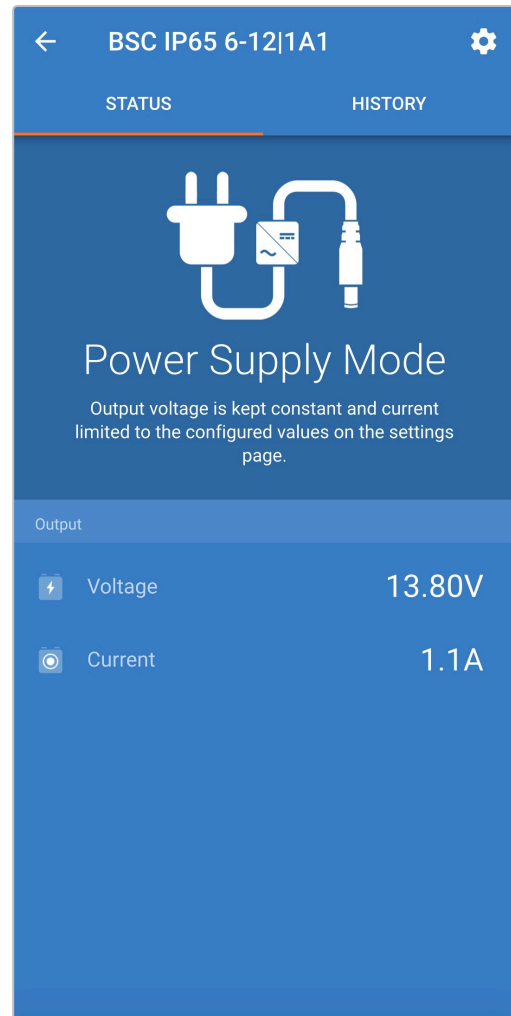 BSC IP65 6-12|1A1
STATUS
HISTORY
Power Supply Mode
Output voltage is kept constant and current
limited to the configured values on the settings
page.
Output
Voltage
13.80V
Current
1.1A